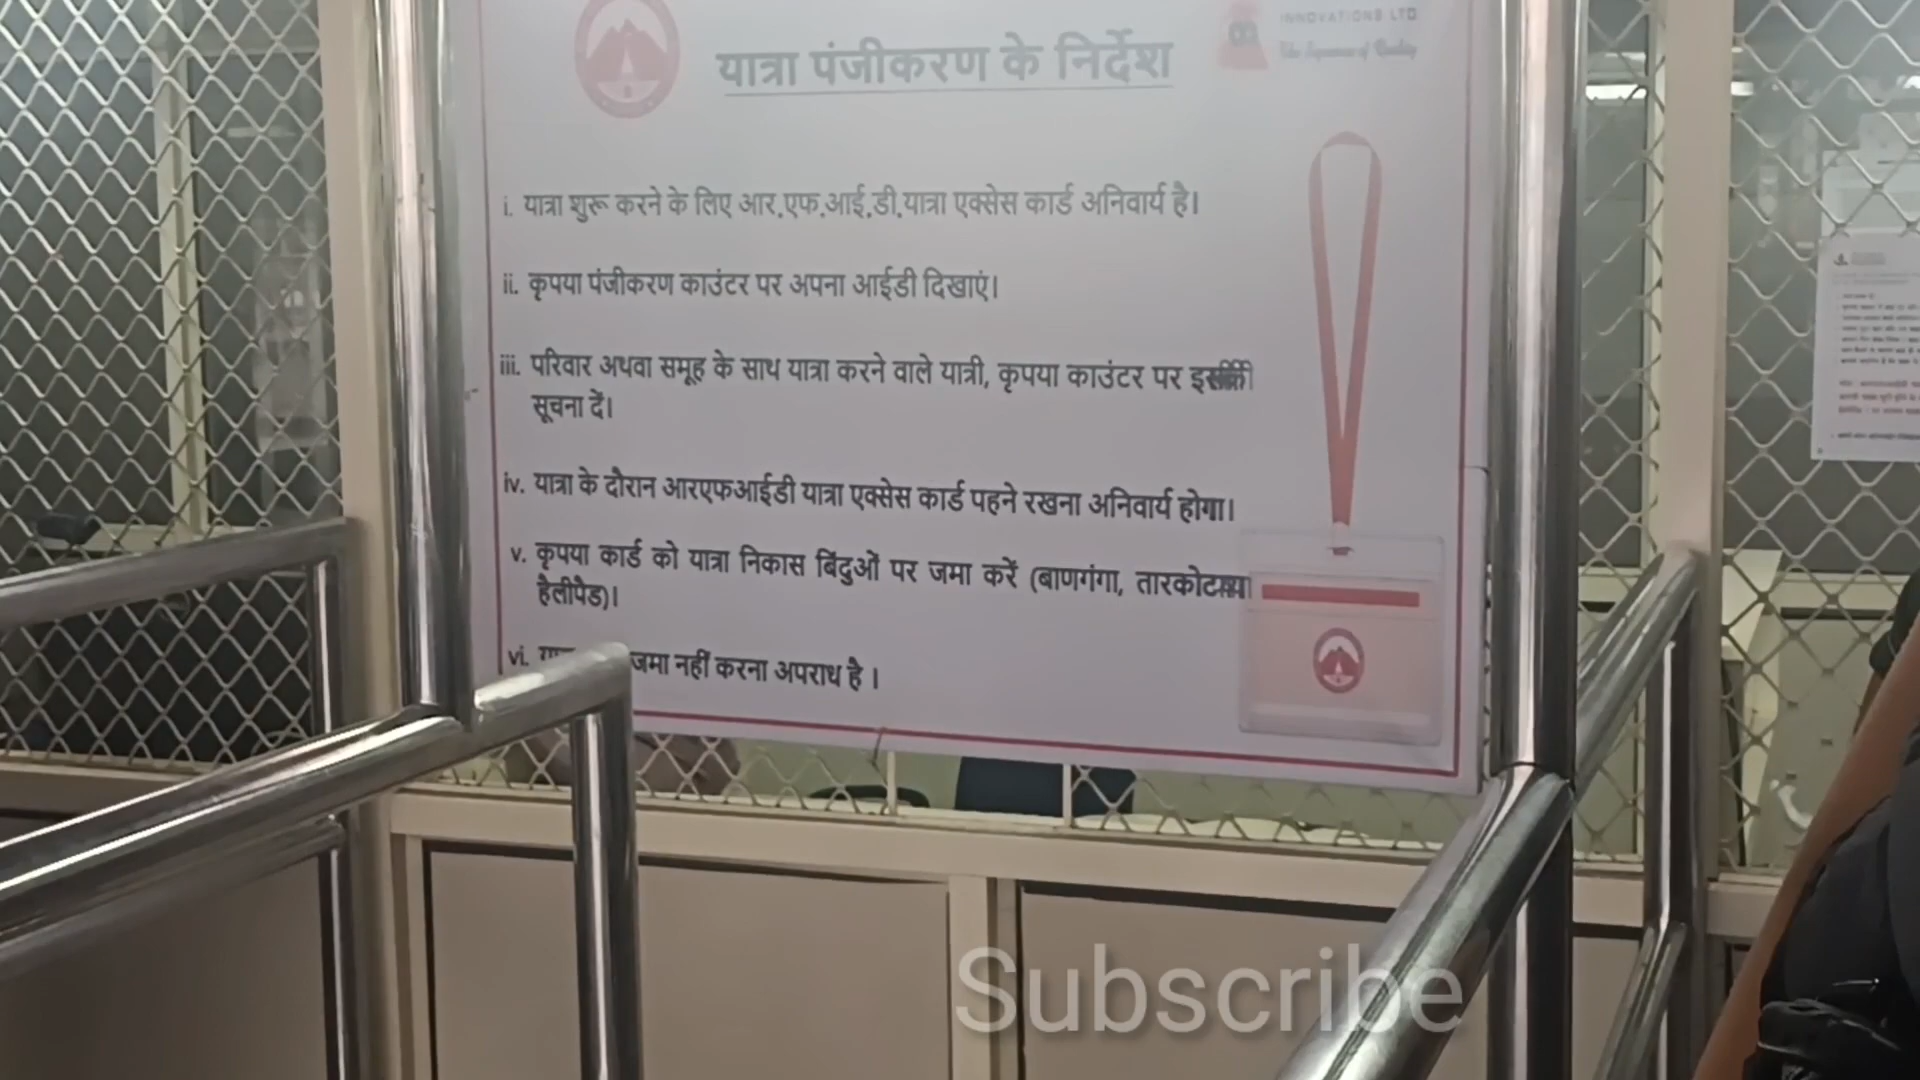 INNOVATIONS LTD
यात्रा पंजीकरण के निर्देश
i. यात्रा शुरू करने के लिए आर.एफ.आई.डी.यात्रा एक्सेस कार्ड अनिवार्य है।
ii. कृपया पंजीकरण काउंटर पर अपना आईडी दिखाएं।
iii. परिवार अथवा समूह के साथ यात्रा करने वाले यात्री, कृपया काउंटर पर
सूचना दें।
iv. यात्रा के दौरान आरएफआईडी यात्रा एक्सेस कार्ड पहने रखना अनिवार्य होगा।
v. कृपया कार्ड को यात्रा निकास बिंदुओं पर जमा करें (बाणगंगा,
हैलीपैड)।
vi. जमा नहीं करना अपराध है ।
Subscribe